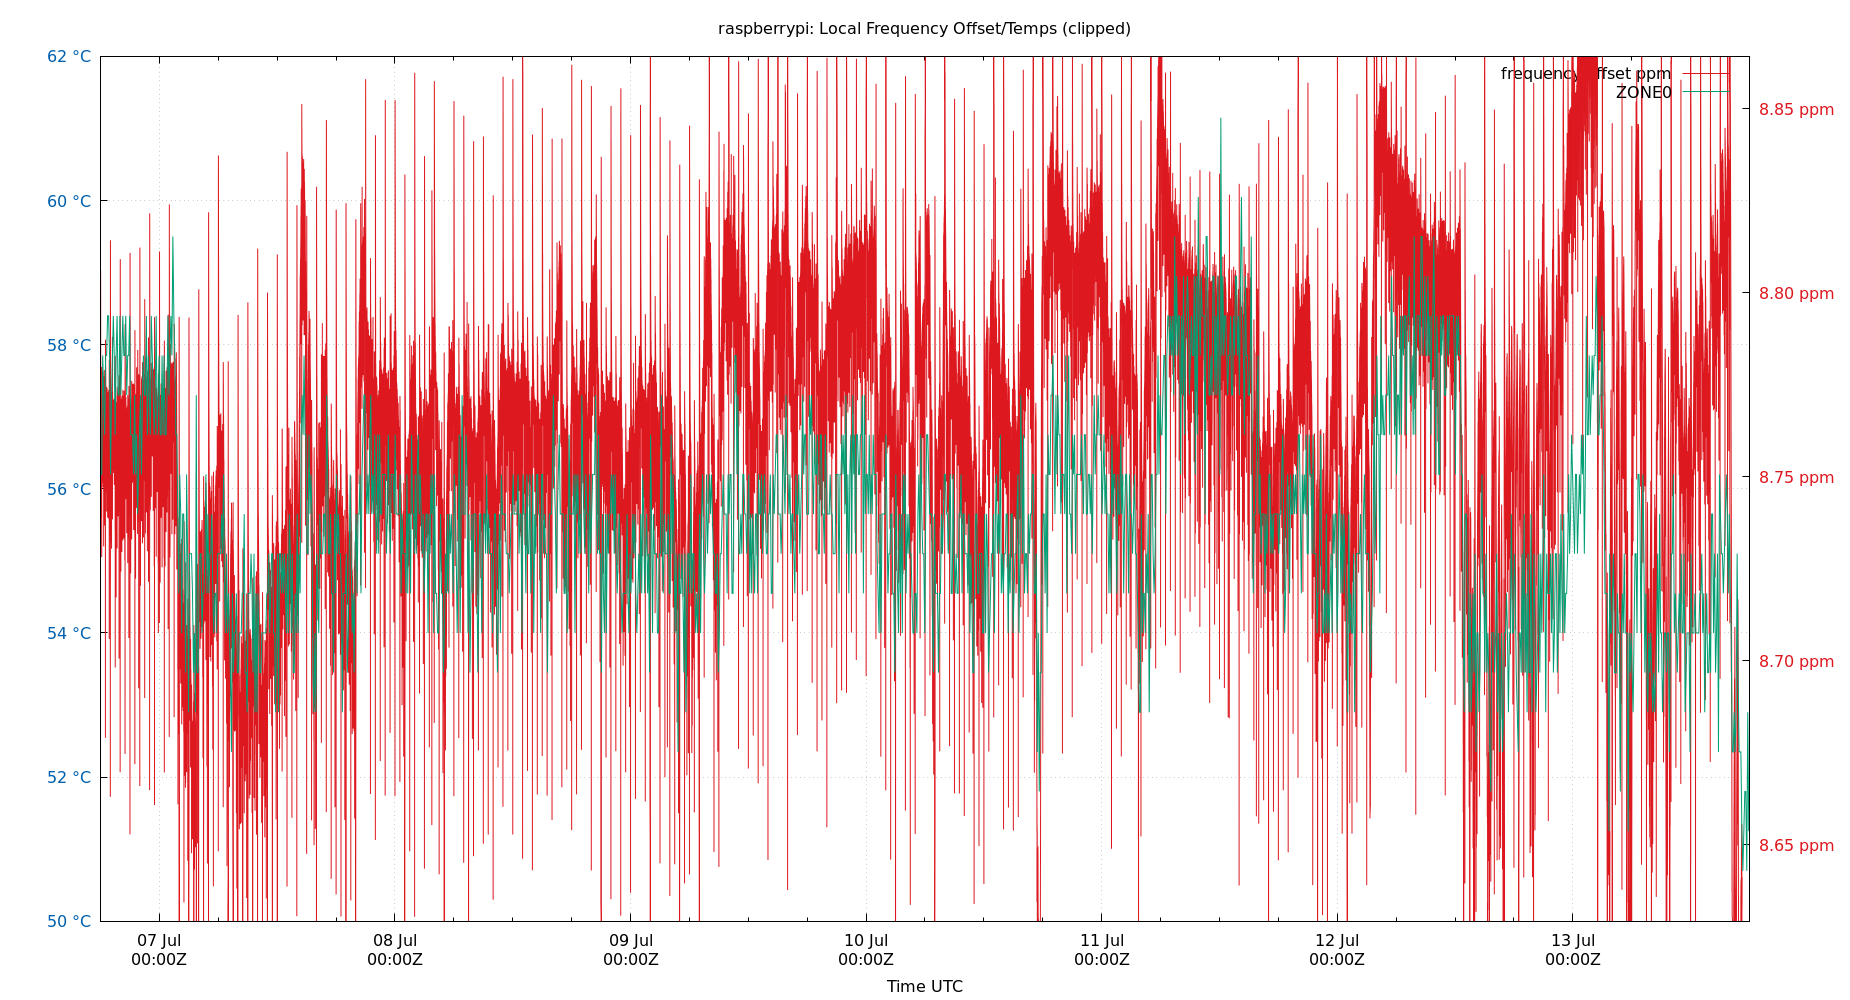 raspberrypi: Local Frequency Offset/Temps (clipped)
62 °C
60 °C
58 °C
56 °C
54 °C
52 °C
50 °C
frequency offset ppm
ZONE0
8.85 ppm
8.80 ppm
8.75 ppm
8.70 ppm
8.65 ppm
07 Jul 08 Jul 09 Jul 10 Jul 11 Jul 12 Jul 13 Jul
00:00Z 00:00Z 00:00Z 00:00Z 00:00Z 00:00Z 00:00Z
Time UTC